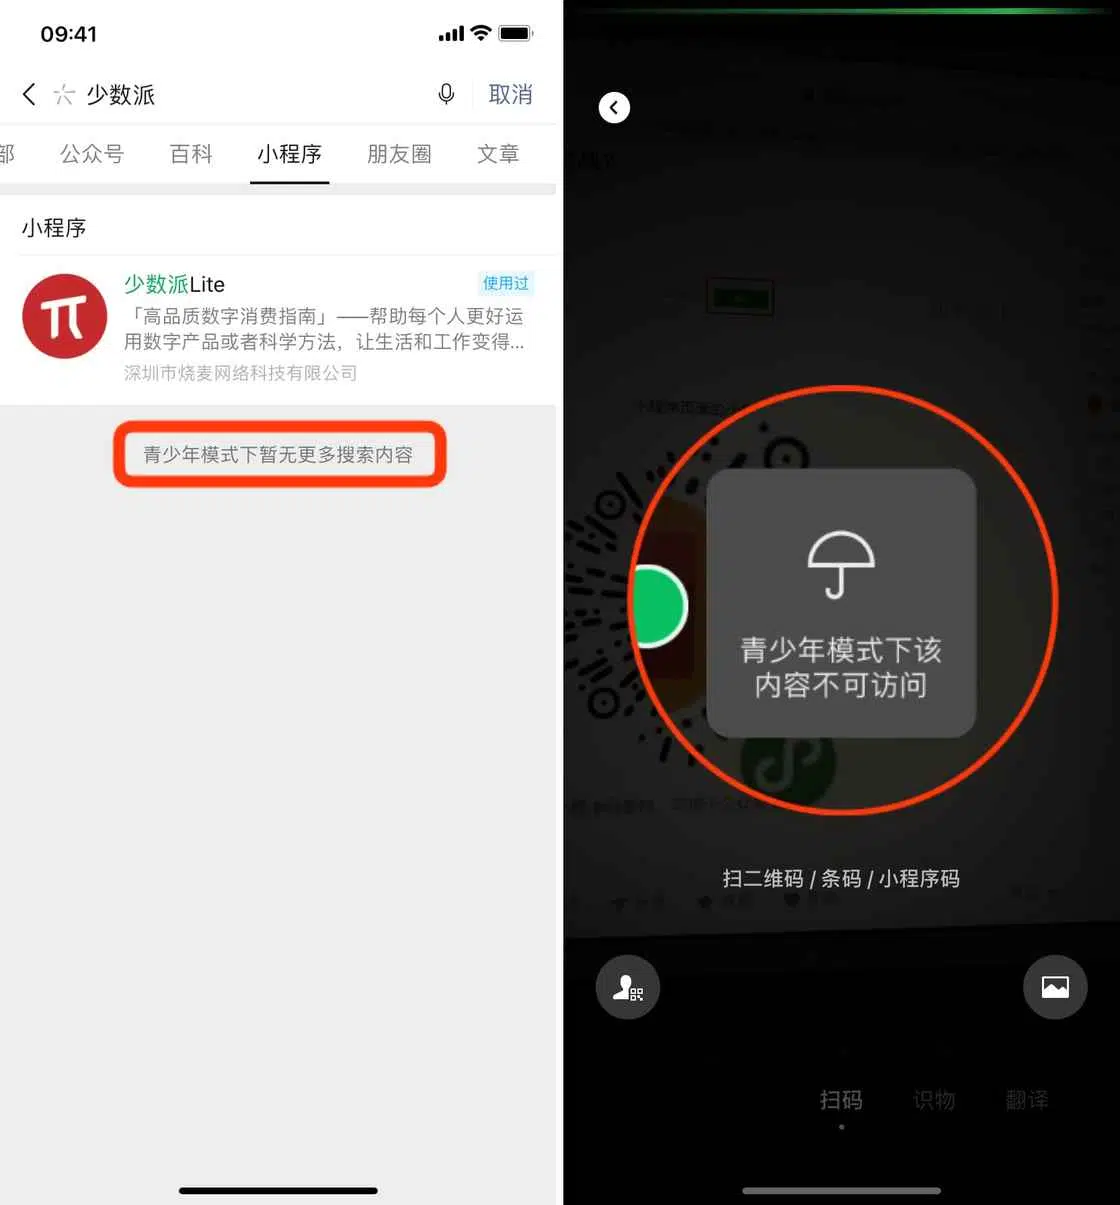 09:41
少数派
取消
部 公众号 百科 小程序 朋友圈 文章
小程序
少数派Lite
使用过
「高品质数字消费指南」——帮助每个人更好运
用数字产品或者科学方法，让生活和工作变得...
深圳市烧麦网络科技有限公司
青少年模式下暂无更多搜索内容
青少年模式下该
内容不可访问
扫二维码 / 条码 / 小程序码
扫码 识物 翻译